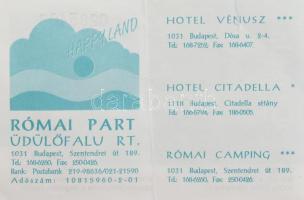 HAPPYLAND
RÓMAI PART
ÜDÜLŐFALU RT.
1031 Budapest, Szentendrei út 189.
Tel: 168-6260, Fax: 250-0426.
Bank: Postabank 219-98636/021-21590
Adószám: 10815960-2-01
HOTEL VÉNUSZ ***
1031 Budapest, Dósa u. 2-4.
Tel: 168-7252, Fax: 168-6407.
HOTEL CITADELLA *
1118 Budapest, Citadella sétány
Tel: 166-5794, Fax: 186-0505.
RÓMAI CAMPING ***
1031 Budapest, Szentendrei út 189.
Tel: 168-6260, Fax: 250-0426.